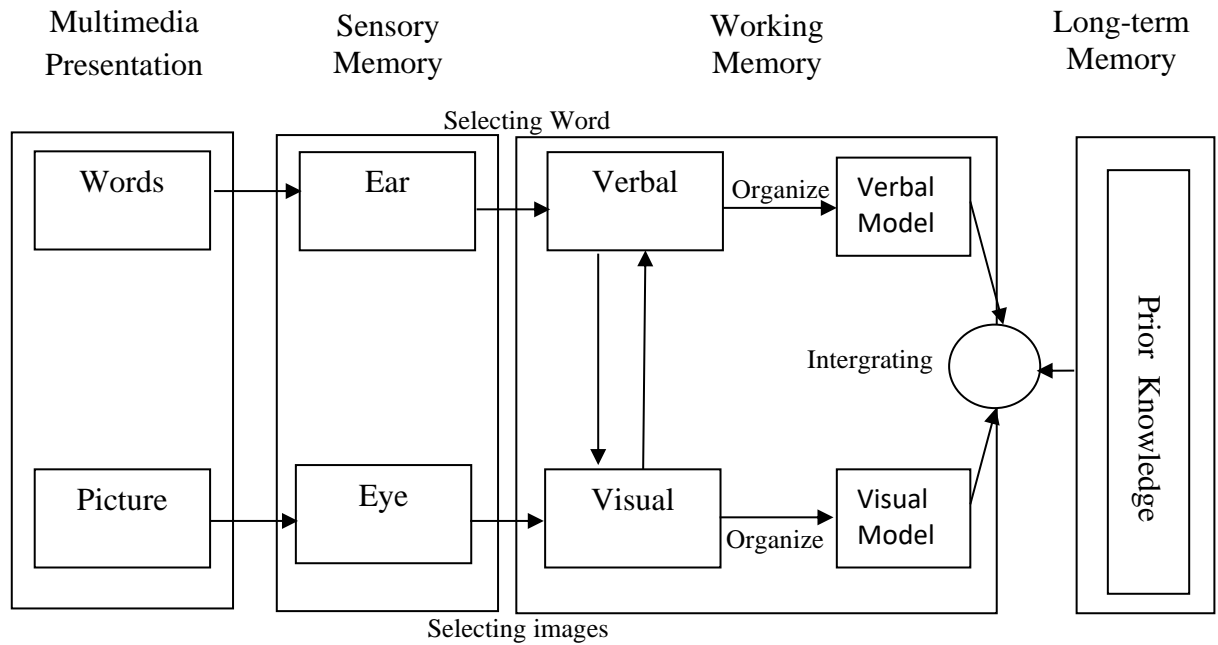 Multimedia
Presentation
Sensory
Memory
Working
Memory
Long-term
Memory
Selecting Word
Words
Ear
Verbal
Organize
Verbal
Model
Intergrating
Prior Knowledge
Picture
Eye
Visual
Organize
Visual
Model
Selecting images